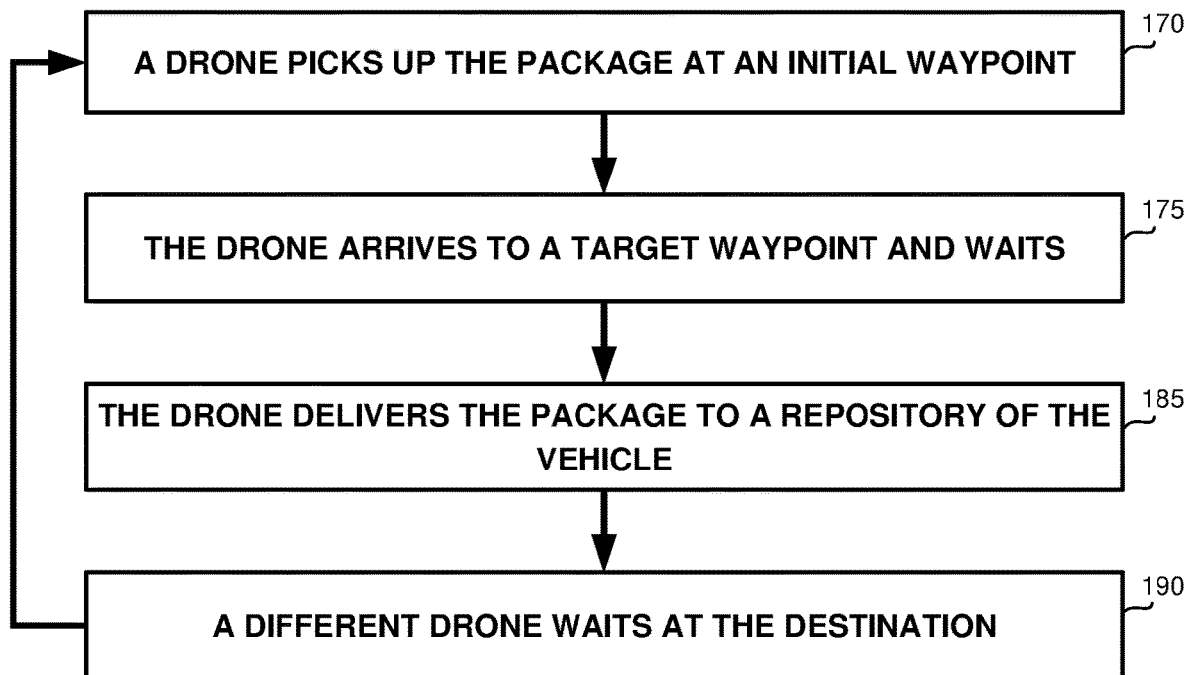 A DRONE PICKS UP THE PACKAGE AT AN INITIAL WAYPOINT
170
THE DRONE ARRIVES TO A TARGET WAYPOINT AND WAITS
175
THE DRONE DELIVERS THE PACKAGE TO A REPOSITORY OF THE
VEHICLE
185
A DIFFERENT DRONE WAITS AT THE DESTINATION
190